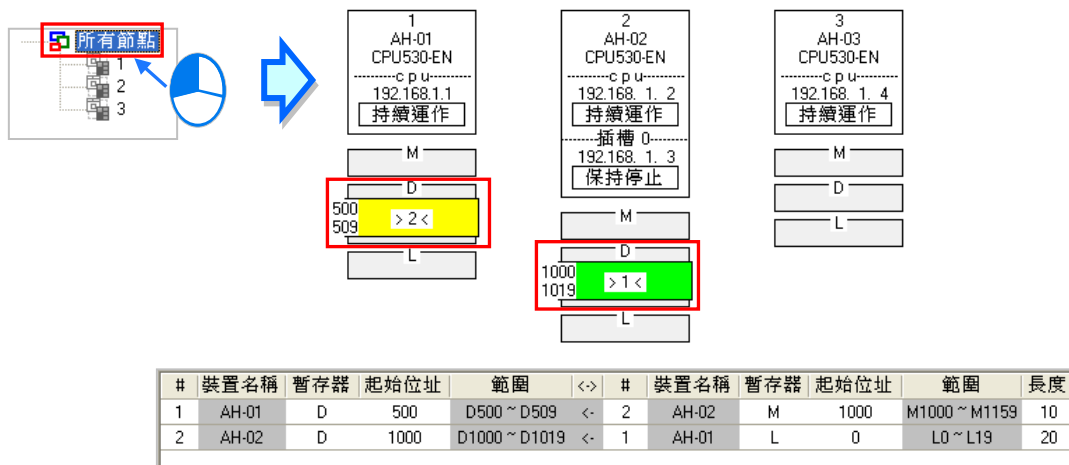 所有節點
1
2
3
1
AH-01
CPU530-EN
cpu
192.168.1.1
持續運作
M
D
500
509
> 2 <
L
2
AH-02
CPU530-EN
cpu
192.168. 1. 2
持續運作
插槽 0
192.168. 1. 3
保持停止
M
D
1000
1019
> 1 <
L
3
AH-03
CPU530-EN
cpu
192.168. 1. 4
持續運作
M
D
L
# 裝置名稱 暫存器 起始位址 範圍 <-> # 裝置名稱 暫存器 起始位址 範圍 長度
1 AH-01 D 500 D500 ~ D509 <- 2 AH-02 M 1000 M1000 ~ M1159 10
2 AH-02 D 1000 D1000 ~ D1019 <- 1 AH-01 L 0 L0 ~ L19 20